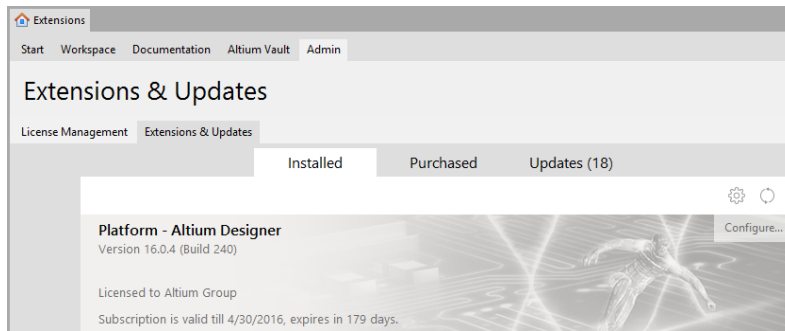 Extensions
Start Workspace Documentation Altium Vault Admin
Extensions & Updates
License Management Extensions & Updates
Installed Purchased Updates (18)
Platform - Altium Designer
Configure...
Version 16.0.4 (Build 240)
Licensed to Altium Group
Subscription is valid till 4/30/2016, expires in 179 days.